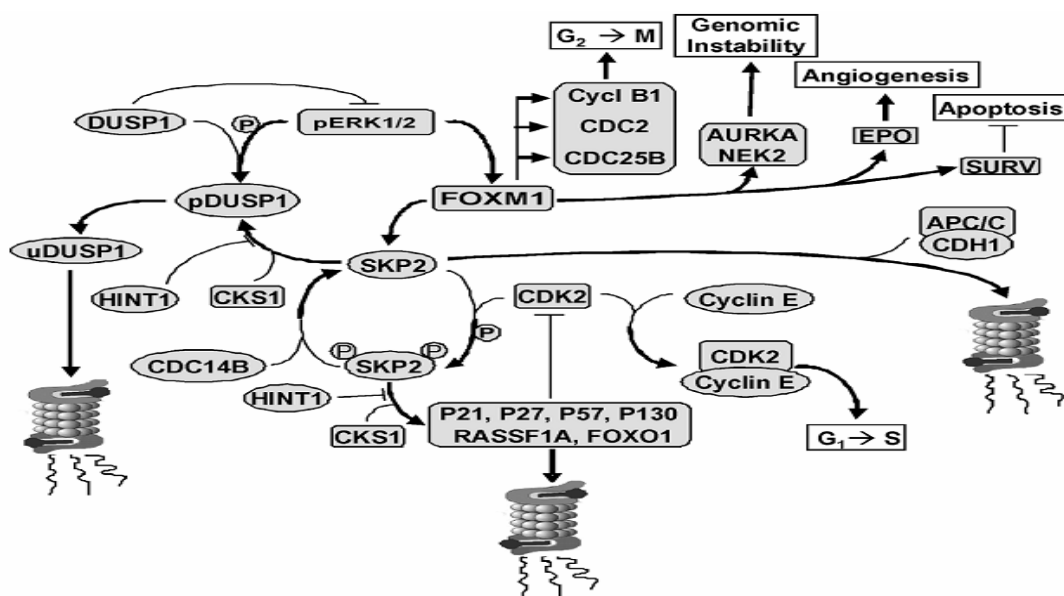 G₂ → M
Genomic
Instability
Angiogenesis
Apoptosis
DUSP1
P
pERK1/2
Cycl B1
CDC2
CDC25B
AURKA
NEK2
EPO
SURV
pDUSP1
FOXM1
uDUSP1
SKP2
APC/C
CDH1
HINT1
CKS1
CDK2
Cyclin E
P
CDC14B
P
P
SKP2
CDK2
Cyclin E
HINT1
CKS1
P21, P27, P57, P130
RASSF1A, FOXO1
G₁→ S